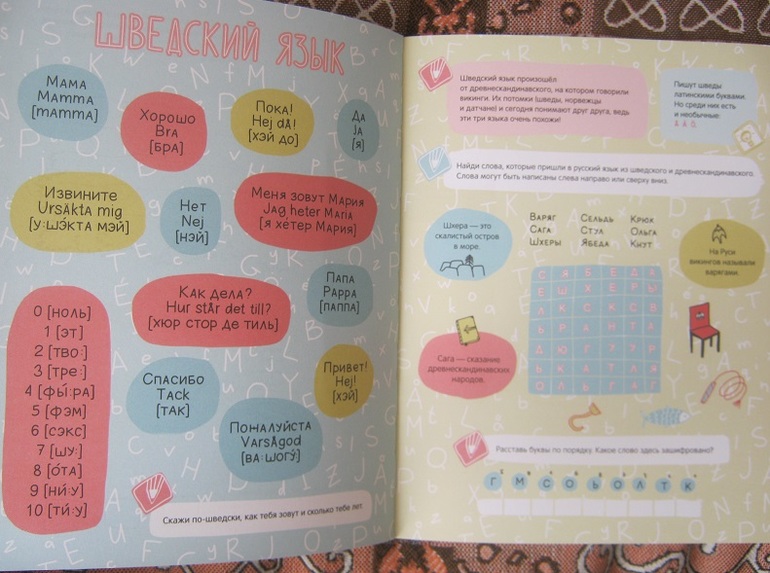 ШВЕДСКИЙ ЯЗЫК
Мама
Mamma
[mamma]
Хорошо
Bra
[бра]
Пока!
Hej då!
[хэй до]
Да
Ja
[я]
Извините
Ursäkta mig
[у:шэ́кта мэй]
Нет
Nej
[нэй]
Меня зовут Мария
Jag heter Maria
[я хе́тер Мария]
Как дела?
Hur står det till?
[хюр стор де тиль]
Папа
Pappa
[паппа]
0 [ноль]
1 [эт]
2 [тво:]
3 [тре:]
4 [фы́:ра]
5 [фэм]
6 [сэкс]
7 [шу:]
8 [о́та]
9 [ни́:у]
10 [ти́:у]
Спасибо
Tack
[так]
Привет!
Hej!
[хэй]
Пожалуйста
Varsågod
[ва:шогу́]
Скажи по-шведски, как тебя зовут и сколько тебе лет.
Шведский язык произошёл
от древнескандинавского, на котором говорили
викинги. Их потомки (шведы, норвежцы
и датчане) и сегодня понимают друг друга, ведь
эти три языка очень похожи!
Пишут шведы
латинскими буквами.
Но среди них есть
и необычные:
Найди слова, которые пришли в русский язык из шведского и древнескандинавского.
Слова могут быть написаны слева направо или сверху вниз.
Шхера — это
скалистый остров
в море.
Варяг Сельдь Крюк
Сага Стул Ольга
Шхеры Ябеда Кнут
На Руси
викингов называли
варягами.
С Я Б Е Д А
Е Ш Х Е Р Ы
Л К С К С В
Ь Р А Н Т А
Д Ю Г У У Р
Ь К А Т Л Я
О Л Ь Г А Г
Сага — сказание
древнескандинавских
народов.
Расставь буквы по порядку. Какое слово здесь зашифровано?
Г М С О Ь О Л Т К